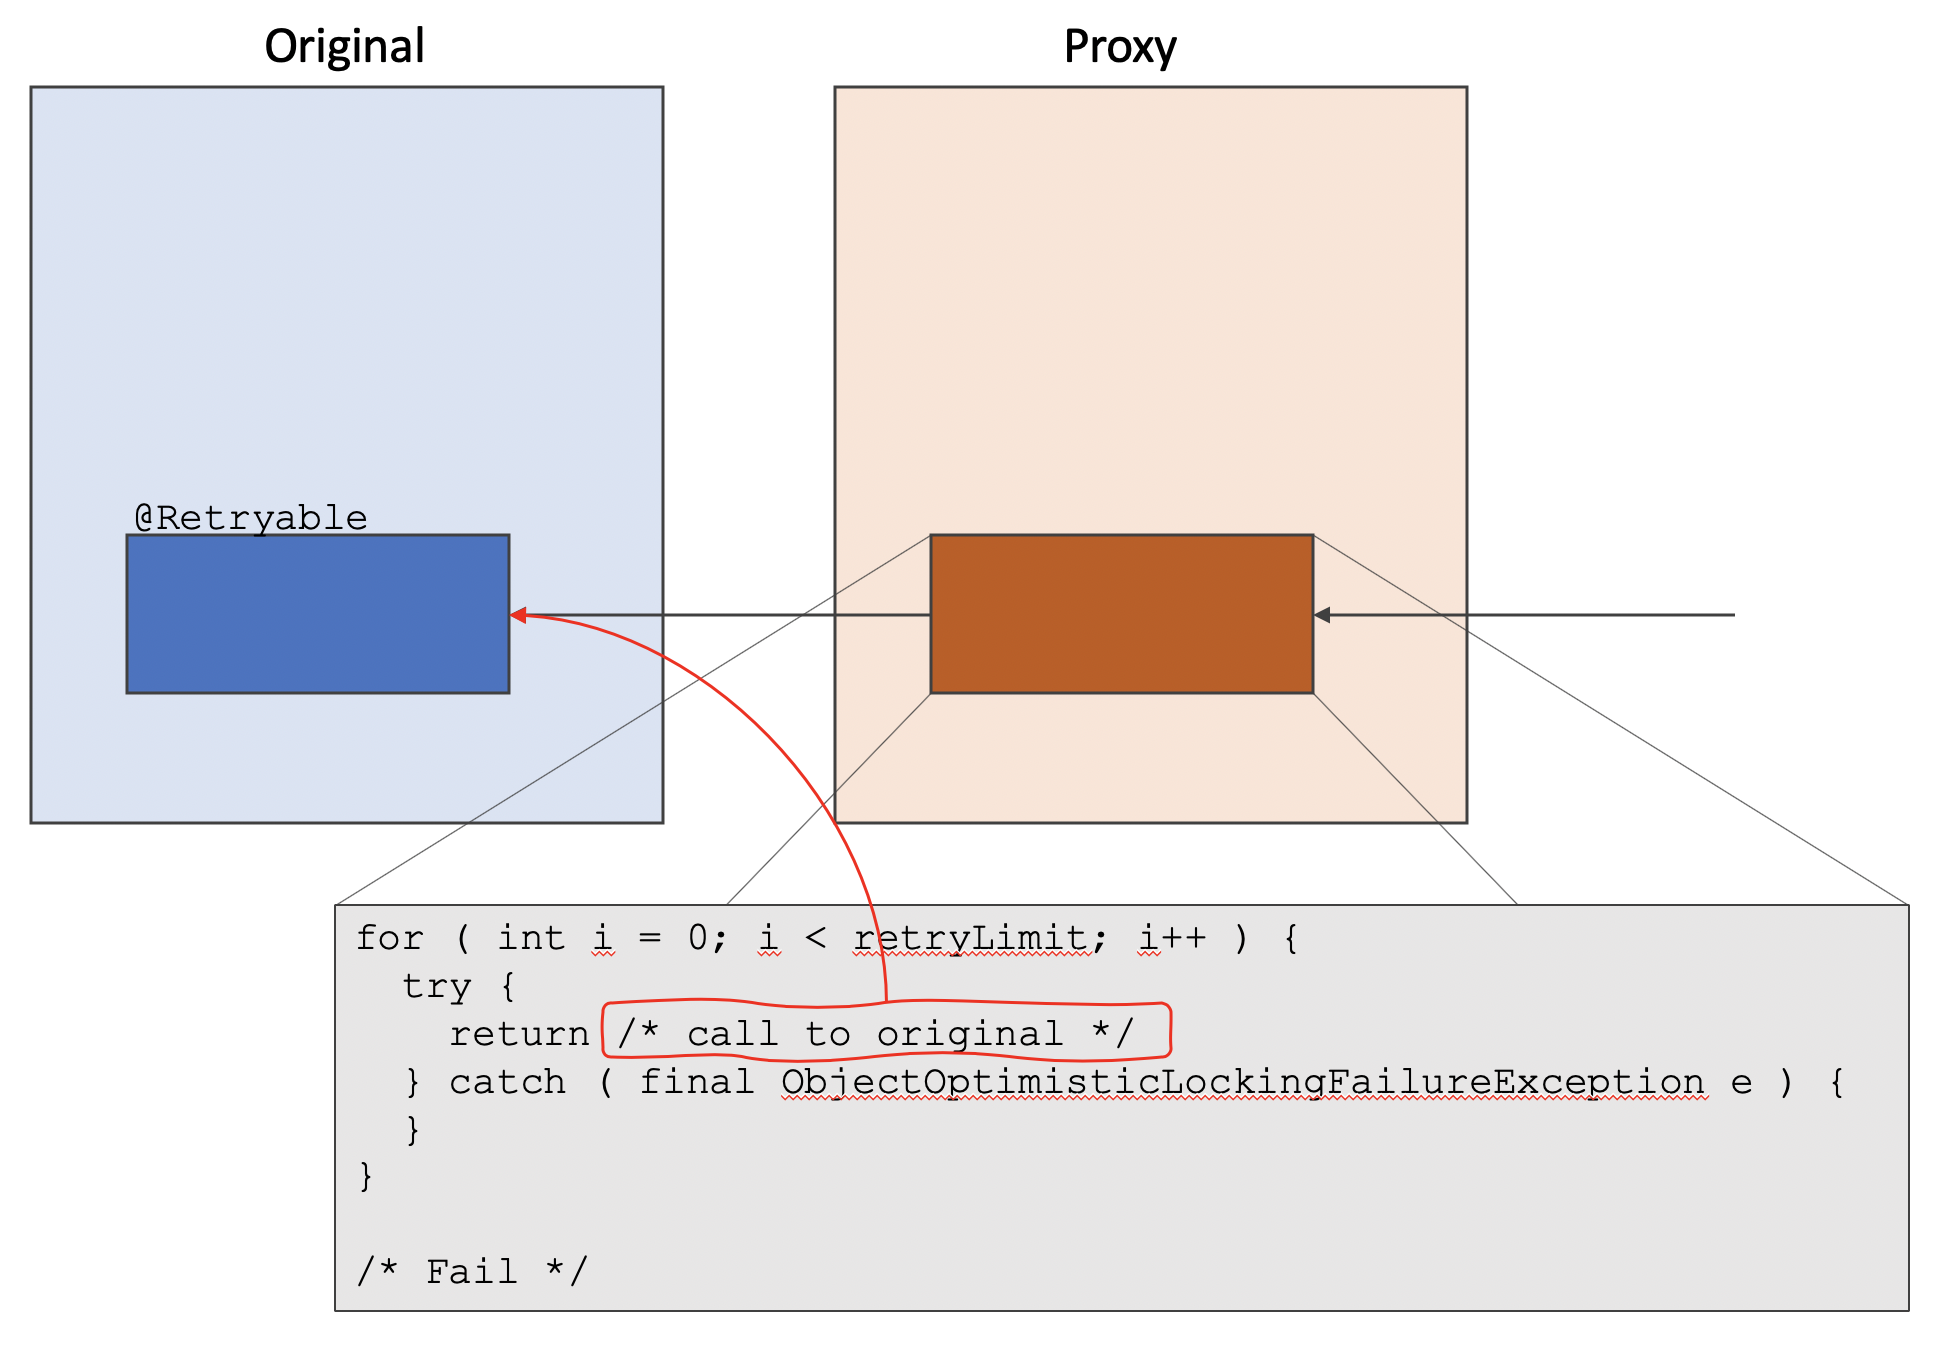 Original
Proxy
@Retryable
for ( int i = 0; i < retryLimit; i++ ) {
  try {
    return /* call to original */
  } catch ( final ObjectOptimisticLockingFailureException e ) {
  }
}
/* Fail */